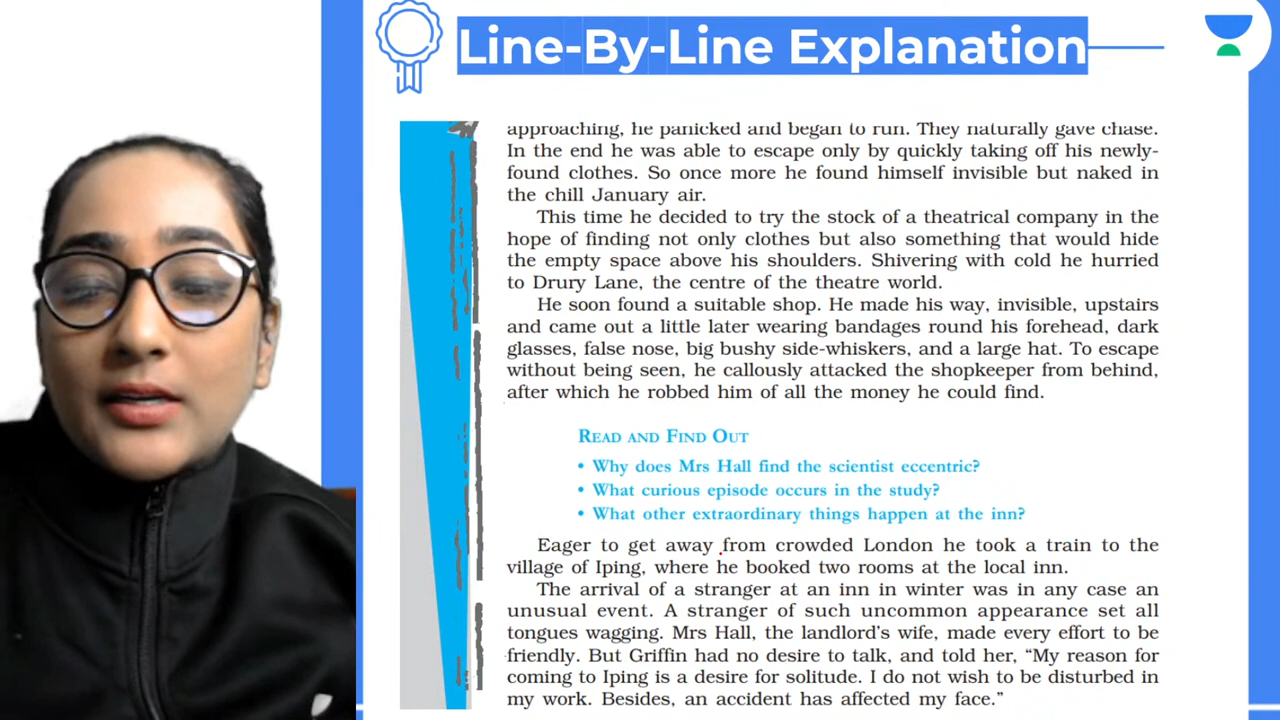 Line-By-Line Explanation
approaching, he panicked and began to run. They naturally gave chase.
In the end he was able to escape only by quickly taking off his newly-
found clothes. So once more he found himself invisible but naked in
the chill January air.
This time he decided to try the stock of a theatrical company in the
hope of finding not only clothes but also something that would hide
the empty space above his shoulders. Shivering with cold he hurried
to Drury Lane, the centre of the theatre world.
He soon found a suitable shop. He made his way, invisible, upstairs
and came out a little later wearing bandages round his forehead, dark
glasses, false nose, big bushy side-whiskers, and a large hat. To escape
without being seen, he callously attacked the shopkeeper from behind,
after which he robbed him of all the money he could find.
READ AND FIND OUT
• Why does Mrs Hall find the scientist eccentric?
• What curious episode occurs in the study?
• What other extraordinary things happen at the inn?
Eager to get away from crowded London he took a train to the
village of Iping, where he booked two rooms at the local inn.
The arrival of a stranger at an inn in winter was in any case an
unusual event. A stranger of such uncommon appearance set all
tongues wagging. Mrs Hall, the landlord's wife, made every effort to be
friendly. But Griffin had no desire to talk, and told her, “My reason for
coming to Iping is a desire for solitude. I do not wish to be disturbed in
my work. Besides, an accident has affected my face.”